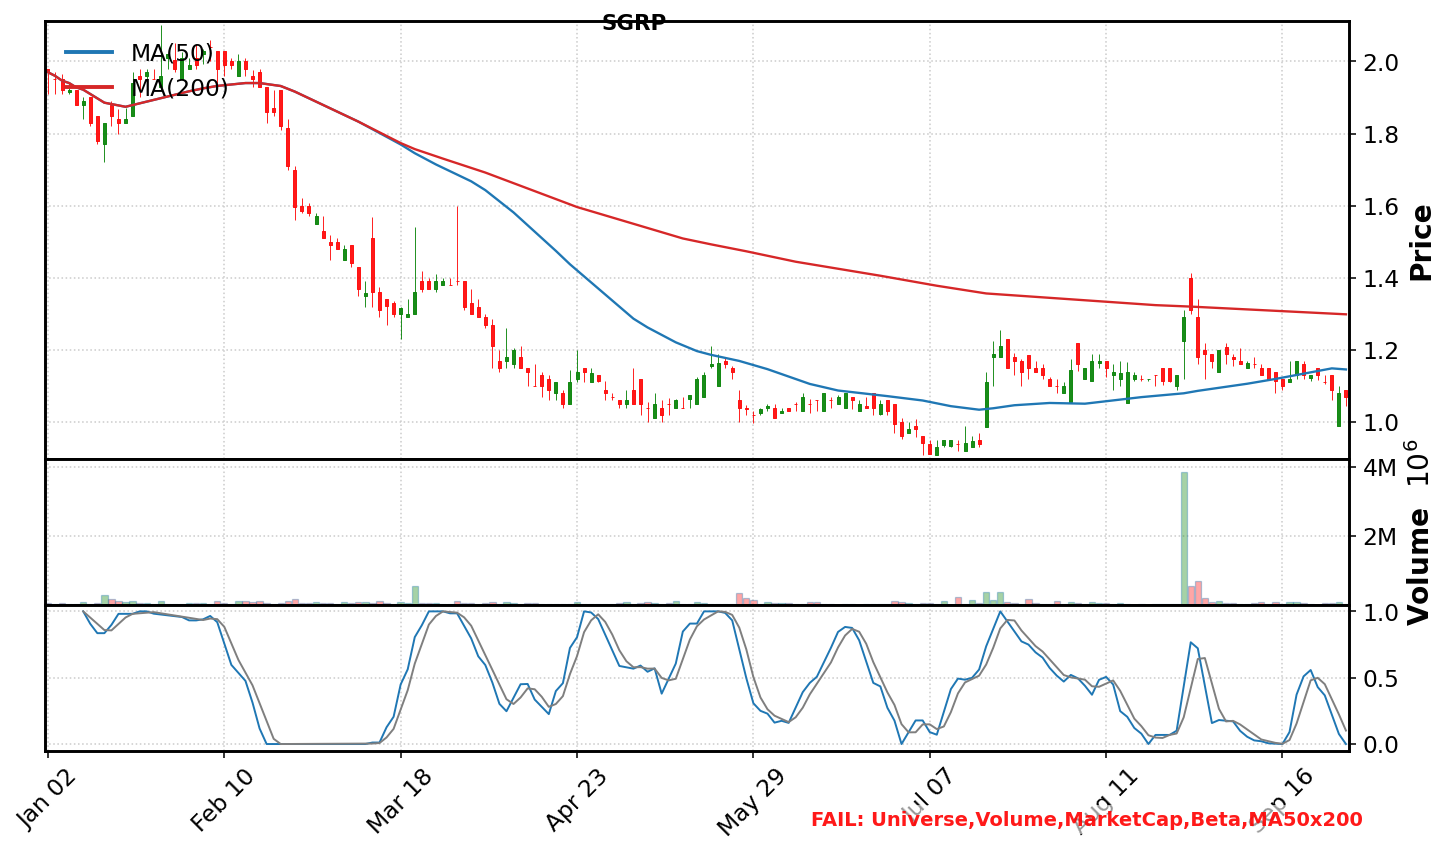 SGRP
MA(50)
MA(200)
2.0
1.8
1.6
1.4
1.2
1.0
Price
4M
2M
Volume 10^6
1.0
0.5
0.0
Jan 02
Feb 10
Mar 18
Apr 23
May 29
Jul 07
Aug 11
Sep 16
FAIL: Universe,Volume,MarketCap,Beta,MA50x200